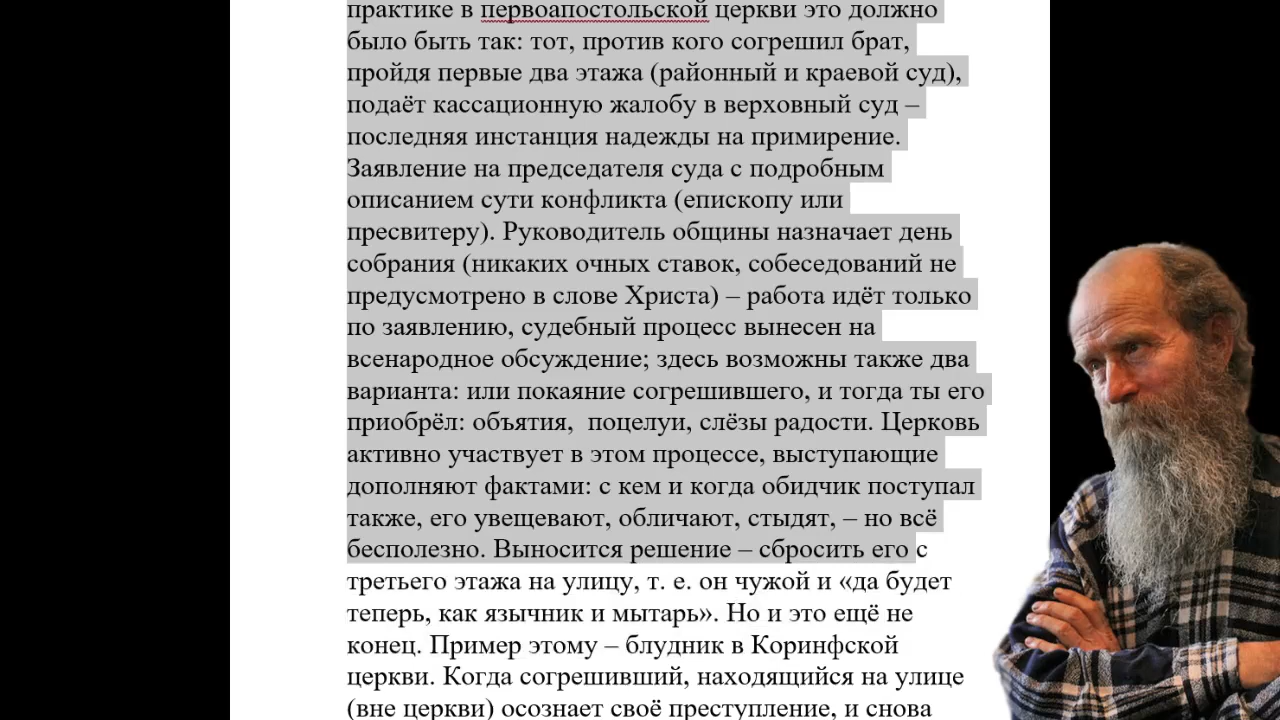 практике в первоапостольской церкви это должно
было быть так: тот, против кого согрешил брат,
пройдя первые два этажа (районный и краевой суд),
подаёт кассационную жалобу в верховный суд –
последняя инстанция надежды на примирение.
Заявление на председателя суда с подробным
описанием сути конфликта (епископу или
пресвитеру). Руководитель общины назначает день
собрания (никаких очных ставок, собеседований не
предусмотрено в слове Христа) – работа идёт только
по заявлению, судебный процесс вынесен на
всенародное обсуждение; здесь возможны также два
варианта: или покаяние согрешившего, и тогда ты его
приобрёл: объятия,  поцелуи, слёзы радости. Церковь
активно участвует в этом процессе, выступающие
дополняют фактами: с кем и когда обидчик поступал
также, его увещевают, обличают, стыдят, – но всё
бесполезно. Выносится решение – сбросить его с
третьего этажа на улицу, т. е. он чужой и «да будет
теперь, как язычник и мытарь». Но и это ещё не
конец. Пример этому – блудник в Коринфской
церкви. Когда согрешивший, находящийся на улице
(вне церкви) осознает своё преступление, и снова